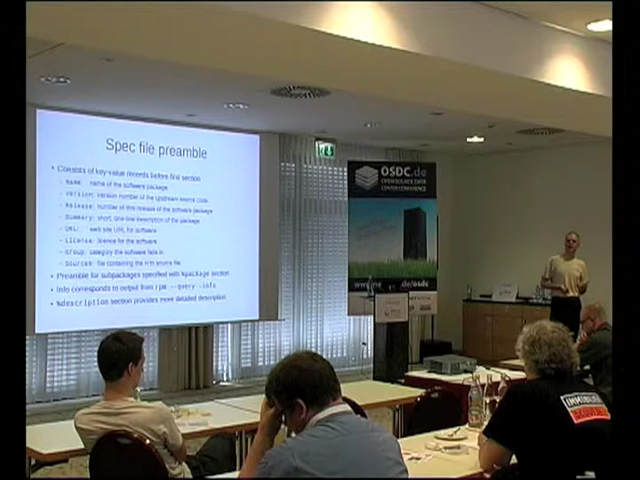 Spec file preamble
• Consists of key-value records before first section
– Name: name of the software package
– Version: version number of the upstream source code
– Release: number of this release of the software package
– Summary: short, one-line description of the package
– URL: web site URL for software
– License: licence for the software
– Group: category the software falls in
– Source: file containing the source file
• Preamble for subpackages specified with %package section
• Info corresponds to output from rpm --query --info
• %description section provides more detailed description
OSDC.de
OPEN SOURCE DATA
CENTER CONFERENCE
.de/osdc